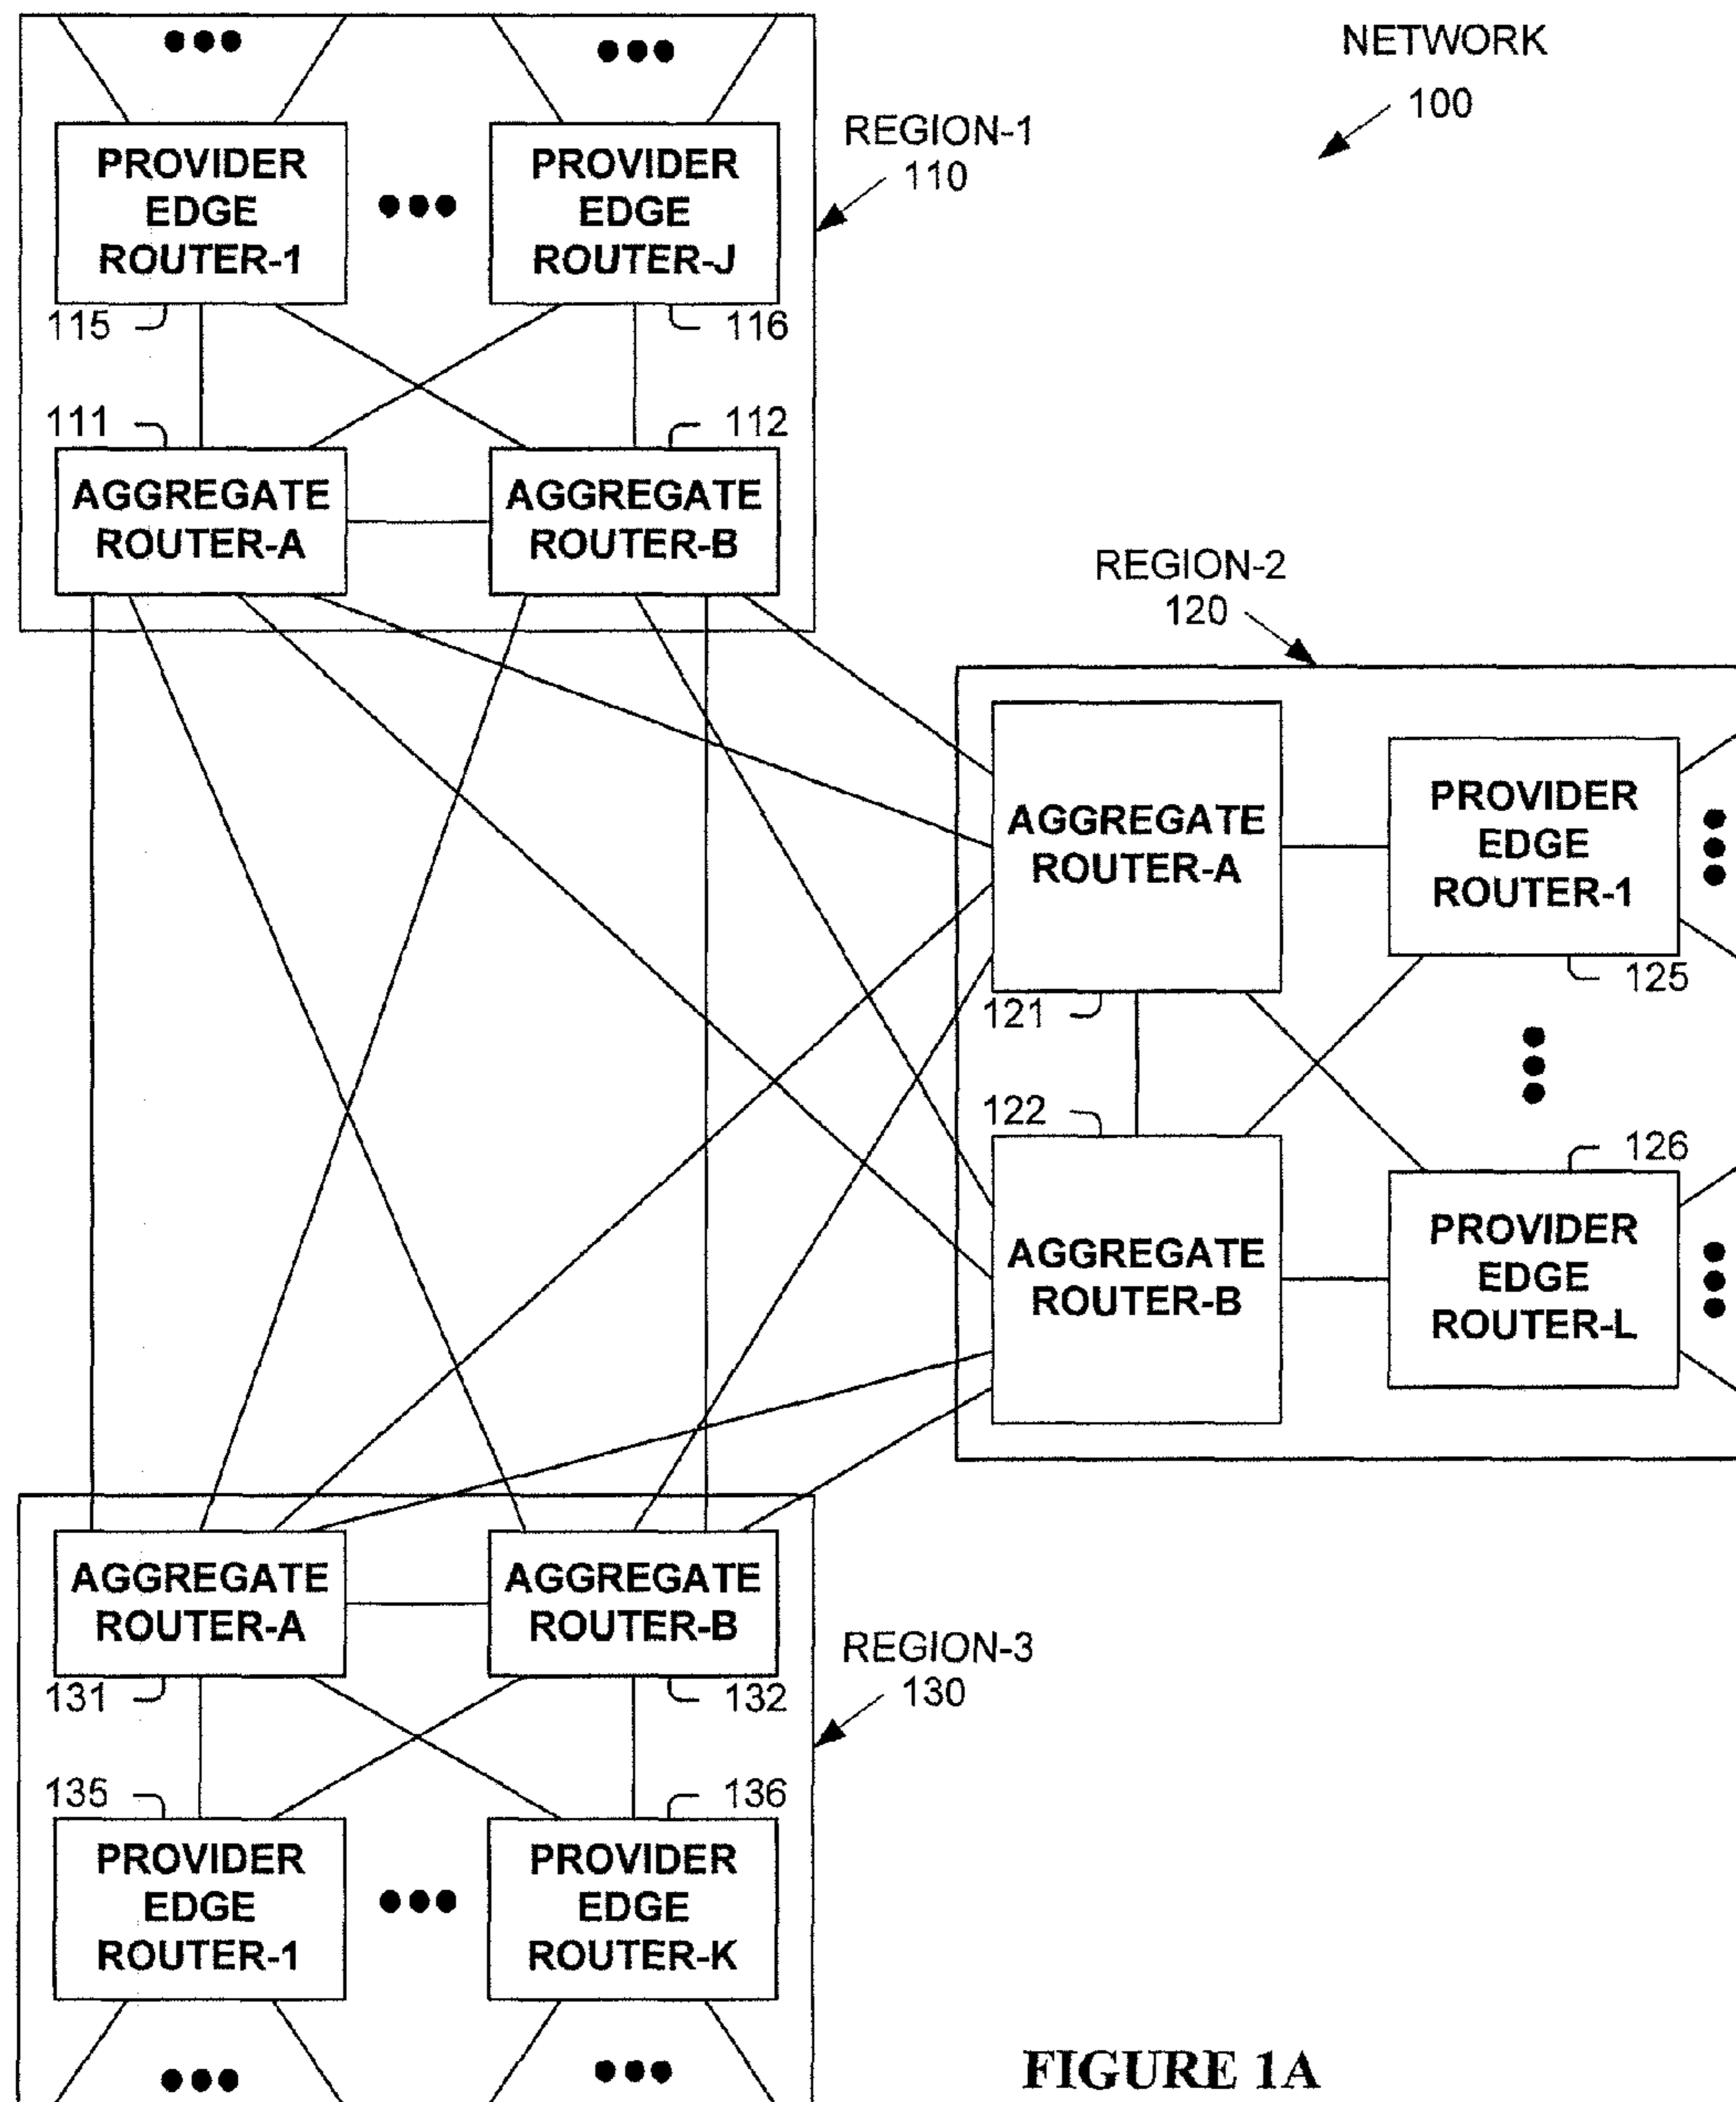 NETWORK
100
REGION-1
110
PROVIDER
EDGE
ROUTER-1
115
PROVIDER
EDGE
ROUTER-J
116
111
AGGREGATE
ROUTER-A
112
AGGREGATE
ROUTER-B
REGION-2
120
AGGREGATE
ROUTER-A
121
PROVIDER
EDGE
ROUTER-1
125
122
AGGREGATE
ROUTER-B
126
PROVIDER
EDGE
ROUTER-L
AGGREGATE
ROUTER-A
131
AGGREGATE
ROUTER-B
132
REGION-3
130
135
PROVIDER
EDGE
ROUTER-1
136
PROVIDER
EDGE
ROUTER-K
FIGURE 1A